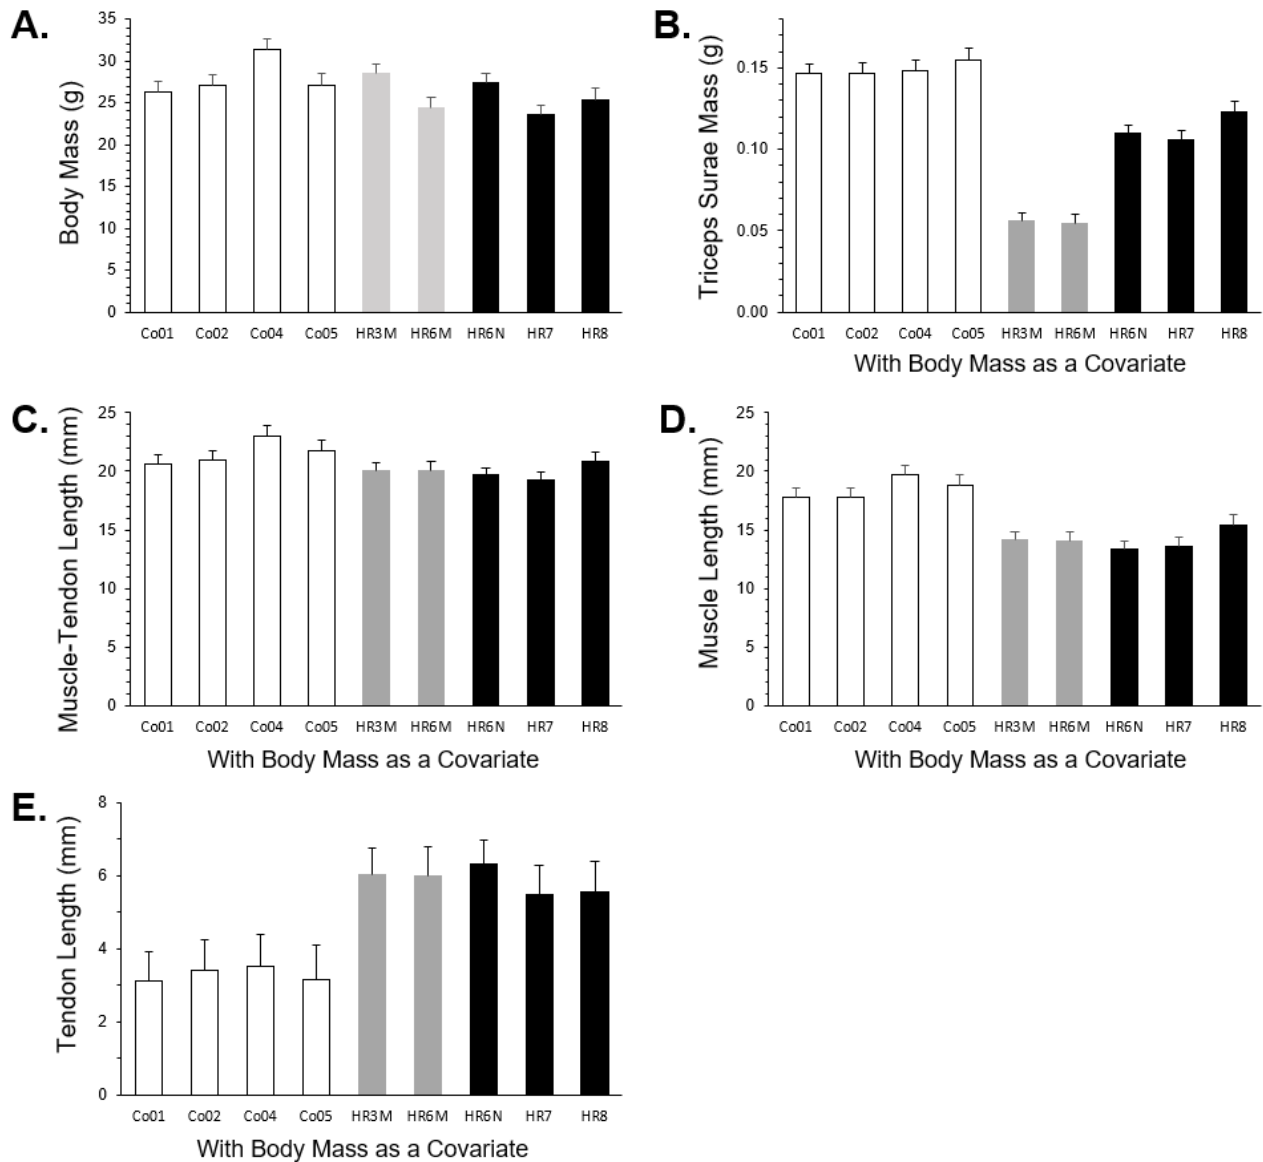 A.
Body Mass (g)
35
30
25
20
15
10
5
0
Co01 Co02 Co04 Co05 HR3M HR6M HR6N HR7 HR8
B.
Triceps Surae Mass (g)
0.15
0.10
0.05
0.00
Co01 Co02 Co04 Co05 HR3M HR6M HR6N HR7 HR8
With Body Mass as a Covariate
C.
Muscle-Tendon Length (mm)
25
20
15
10
5
0
Co01 Co02 Co04 Co05 HR3M HR6M HR6N HR7 HR8
With Body Mass as a Covariate
D.
Muscle Length (mm)
25
20
15
10
5
0
Co01 Co02 Co04 Co05 HR3M HR6M HR6N HR7 HR8
With Body Mass as a Covariate
E.
Tendon Length (mm)
8
6
4
2
0
Co01 Co02 Co04 Co05 HR3M HR6M HR6N HR7 HR8
With Body Mass as a Covariate